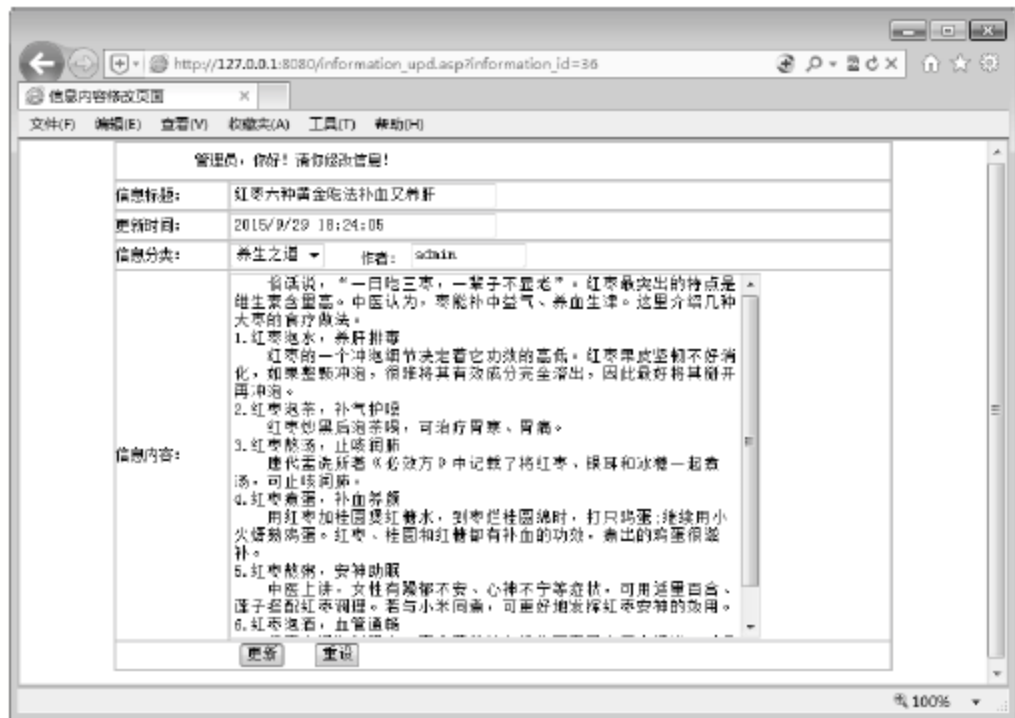 http://127.0.0.1:8080/information_upd.asp?information_id=36
信息内容修改页面
文件(F) 编辑(E) 查看(V) 收藏夹(A) 工具(T) 帮助(H)
管理员，你好！请你修改信息！
信息标题： 红枣六种黄金吃法补血又养肝
更新时间： 2015/9/29 18:24:05
信息分类： 养生之道 作者： admin
信息内容：
俗话说，“一日吃三枣，一辈子不显老”。红枣最突出的特点是
维生素含量高。中医认为，枣能补中益气、养血生津。这里介绍几种
大枣的食疗做法。
1.红枣泡水，养肝排毒
红枣的一个冲泡细节决定着它功效的高低。红枣果皮坚韧不好消
化，如果整颗冲泡，很难将其有效成分完全溶出，因此最好将其掰开
再冲泡。
2.红枣泡茶，补气护嗓
红枣炒黑后泡茶喝，可治疗胃寒、胃痛。
3.红枣熬汤，止咳润肺
唐代孟诜所著《必效方》中记载了将红枣、银耳和冰糖一起煮
汤，可止咳润肺。
4.红枣煮蛋，补血养颜
用红枣加桂圆煲红糖水，到枣烂桂圆绵时，打只鸡蛋;继续用小
火煨熟鸡蛋。红枣、桂圆和红糖都有补血的功效，煮出的鸡蛋很滋
补。
5.红枣熬粥，安神助眠
中医上讲，女性有躁郁不安、心神不宁等症状，可用适里百合、
莲子搭配红枣调理。若与小米同煮，可更好地发挥红枣安神的效用。
6.红枣泡酒，血管通畅
更新 重设
100%